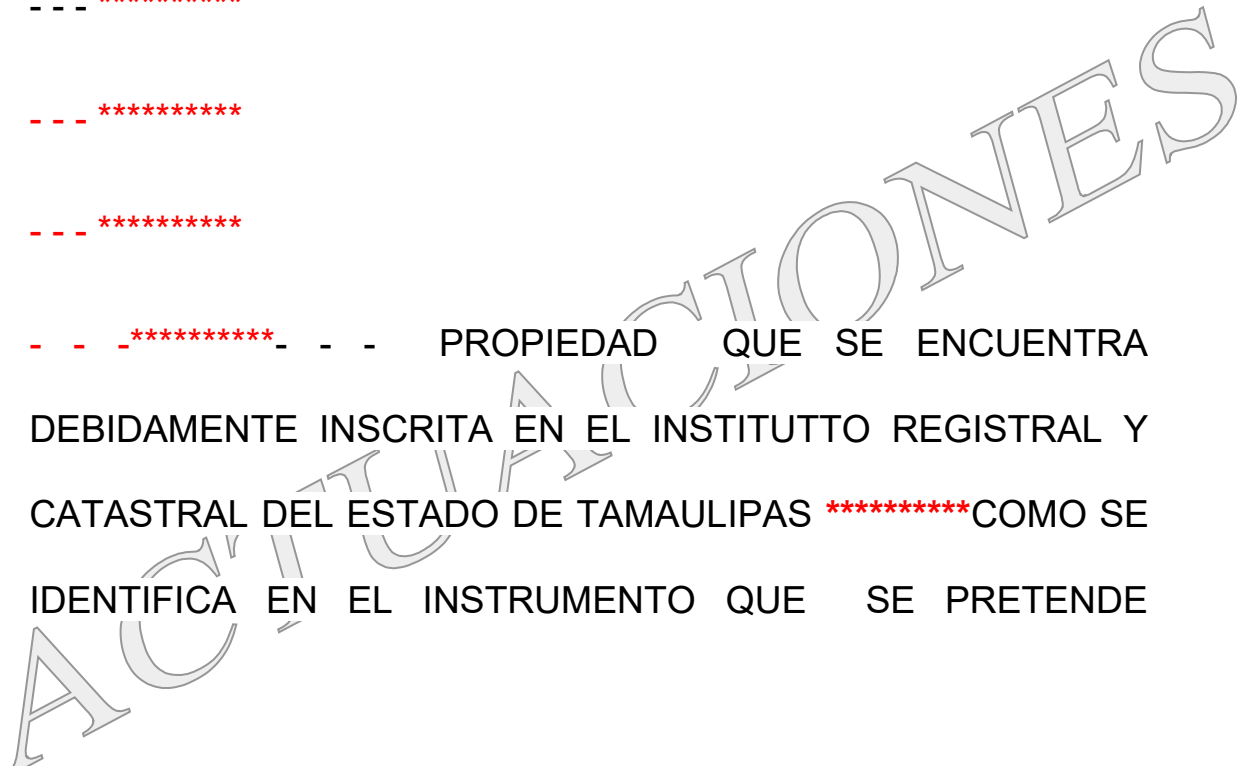 - - - **********
- - - **********
- - - **********
- - -**********- - - PROPIEDAD QUE SE ENCUENTRA
DEBIDAMENTE INSCRITA EN EL INSTITUTTO REGISTRAL Y
CATASTRAL DEL ESTADO DE TAMAULIPAS **********COMO SE
IDENTIFICA EN EL INSTRUMENTO QUE SE PRETENDE
ACTUACIONES